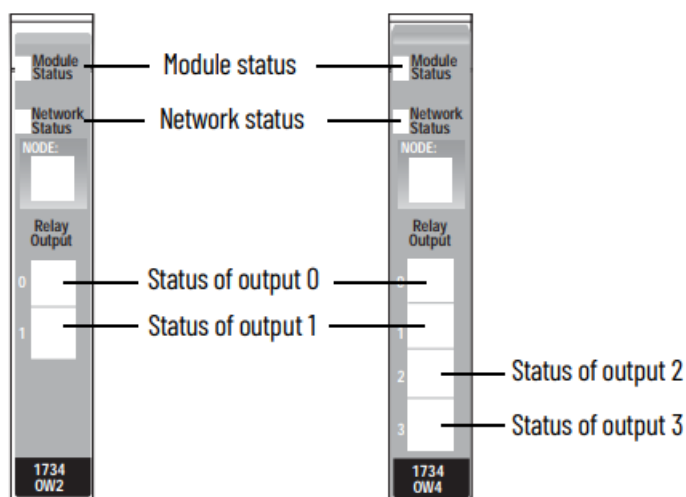 Module
Status
Module status
Module
Status
Network
Status
Network status
Network
Status
NODE:
NODE:
Relay
Output
Relay
Output
0
Status of output 0
0
1
Status of output 1
1
2
Status of output 2
3
Status of output 3
1734
OW2
1734
OW4